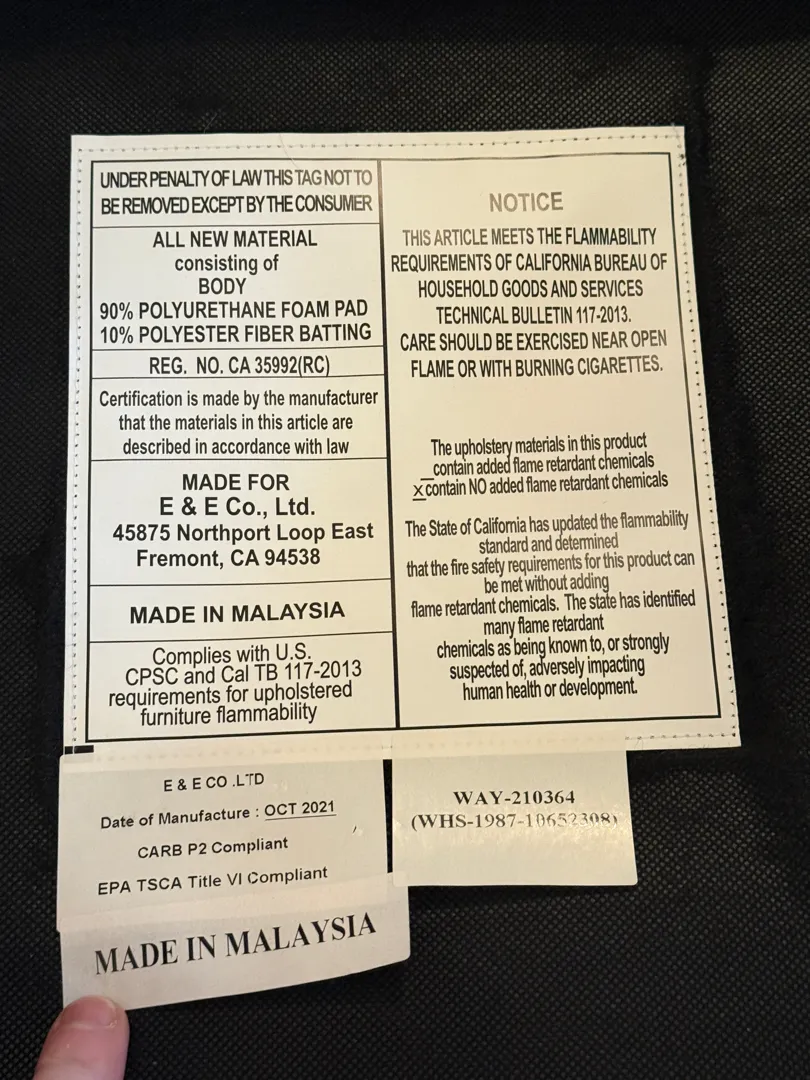 UNDER PENALTY OF LAW THIS TAG NOT TO
BE REMOVED EXCEPT BY THE CONSUMER
ALL NEW MATERIAL
consisting of
BODY
90% POLYURETHANE FOAM PAD
10% POLYESTER FIBER BATTING
REG. NO. CA 35992(RC)
Certification is made by the manufacturer
that the materials in this article are
described in accordance with law
MADE FOR
E & E Co., Ltd.
45875 Northport Loop East
Fremont, CA 94538
MADE IN MALAYSIA
Complies with U.S.
CPSC and Cal TB 117-2013
requirements for upholstered
furniture flammability
NOTICE
THIS ARTICLE MEETS THE FLAMMABILITY
REQUIREMENTS OF CALIFORNIA BUREAU OF
HOUSEHOLD GOODS AND SERVICES
TECHNICAL BULLETIN 117-2013.
CARE SHOULD BE EXERCISED NEAR OPEN
FLAME OR WITH BURNING CIGARETTES.
The upholstery materials in this product
_contain added flame retardant chemicals
X contain NO added flame retardant chemicals
The State of California has updated the flammability
standard and determined
that the fire safety requirements for this product can
be met without adding
flame retardant chemicals. The state has identified
many flame retardant
chemicals as being known to, or strongly
suspected of, adversely impacting
human health or development.
E & E CO .LTD
Date of Manufacture : OCT 2021
CARB P2 Compliant
EPA TSCA Title VI Compliant
MADE IN MALAYSIA
WAY-210364
(WHS-1987-10652308)